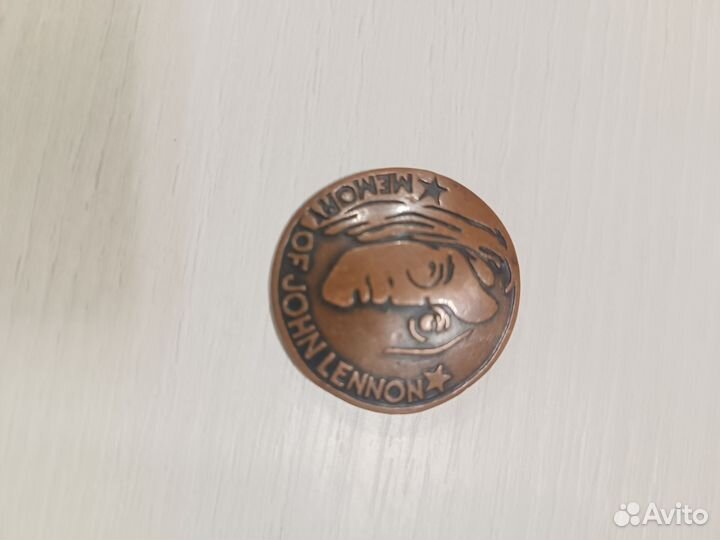 ★ MEMORY OF JOHN LENNON ★
Avito